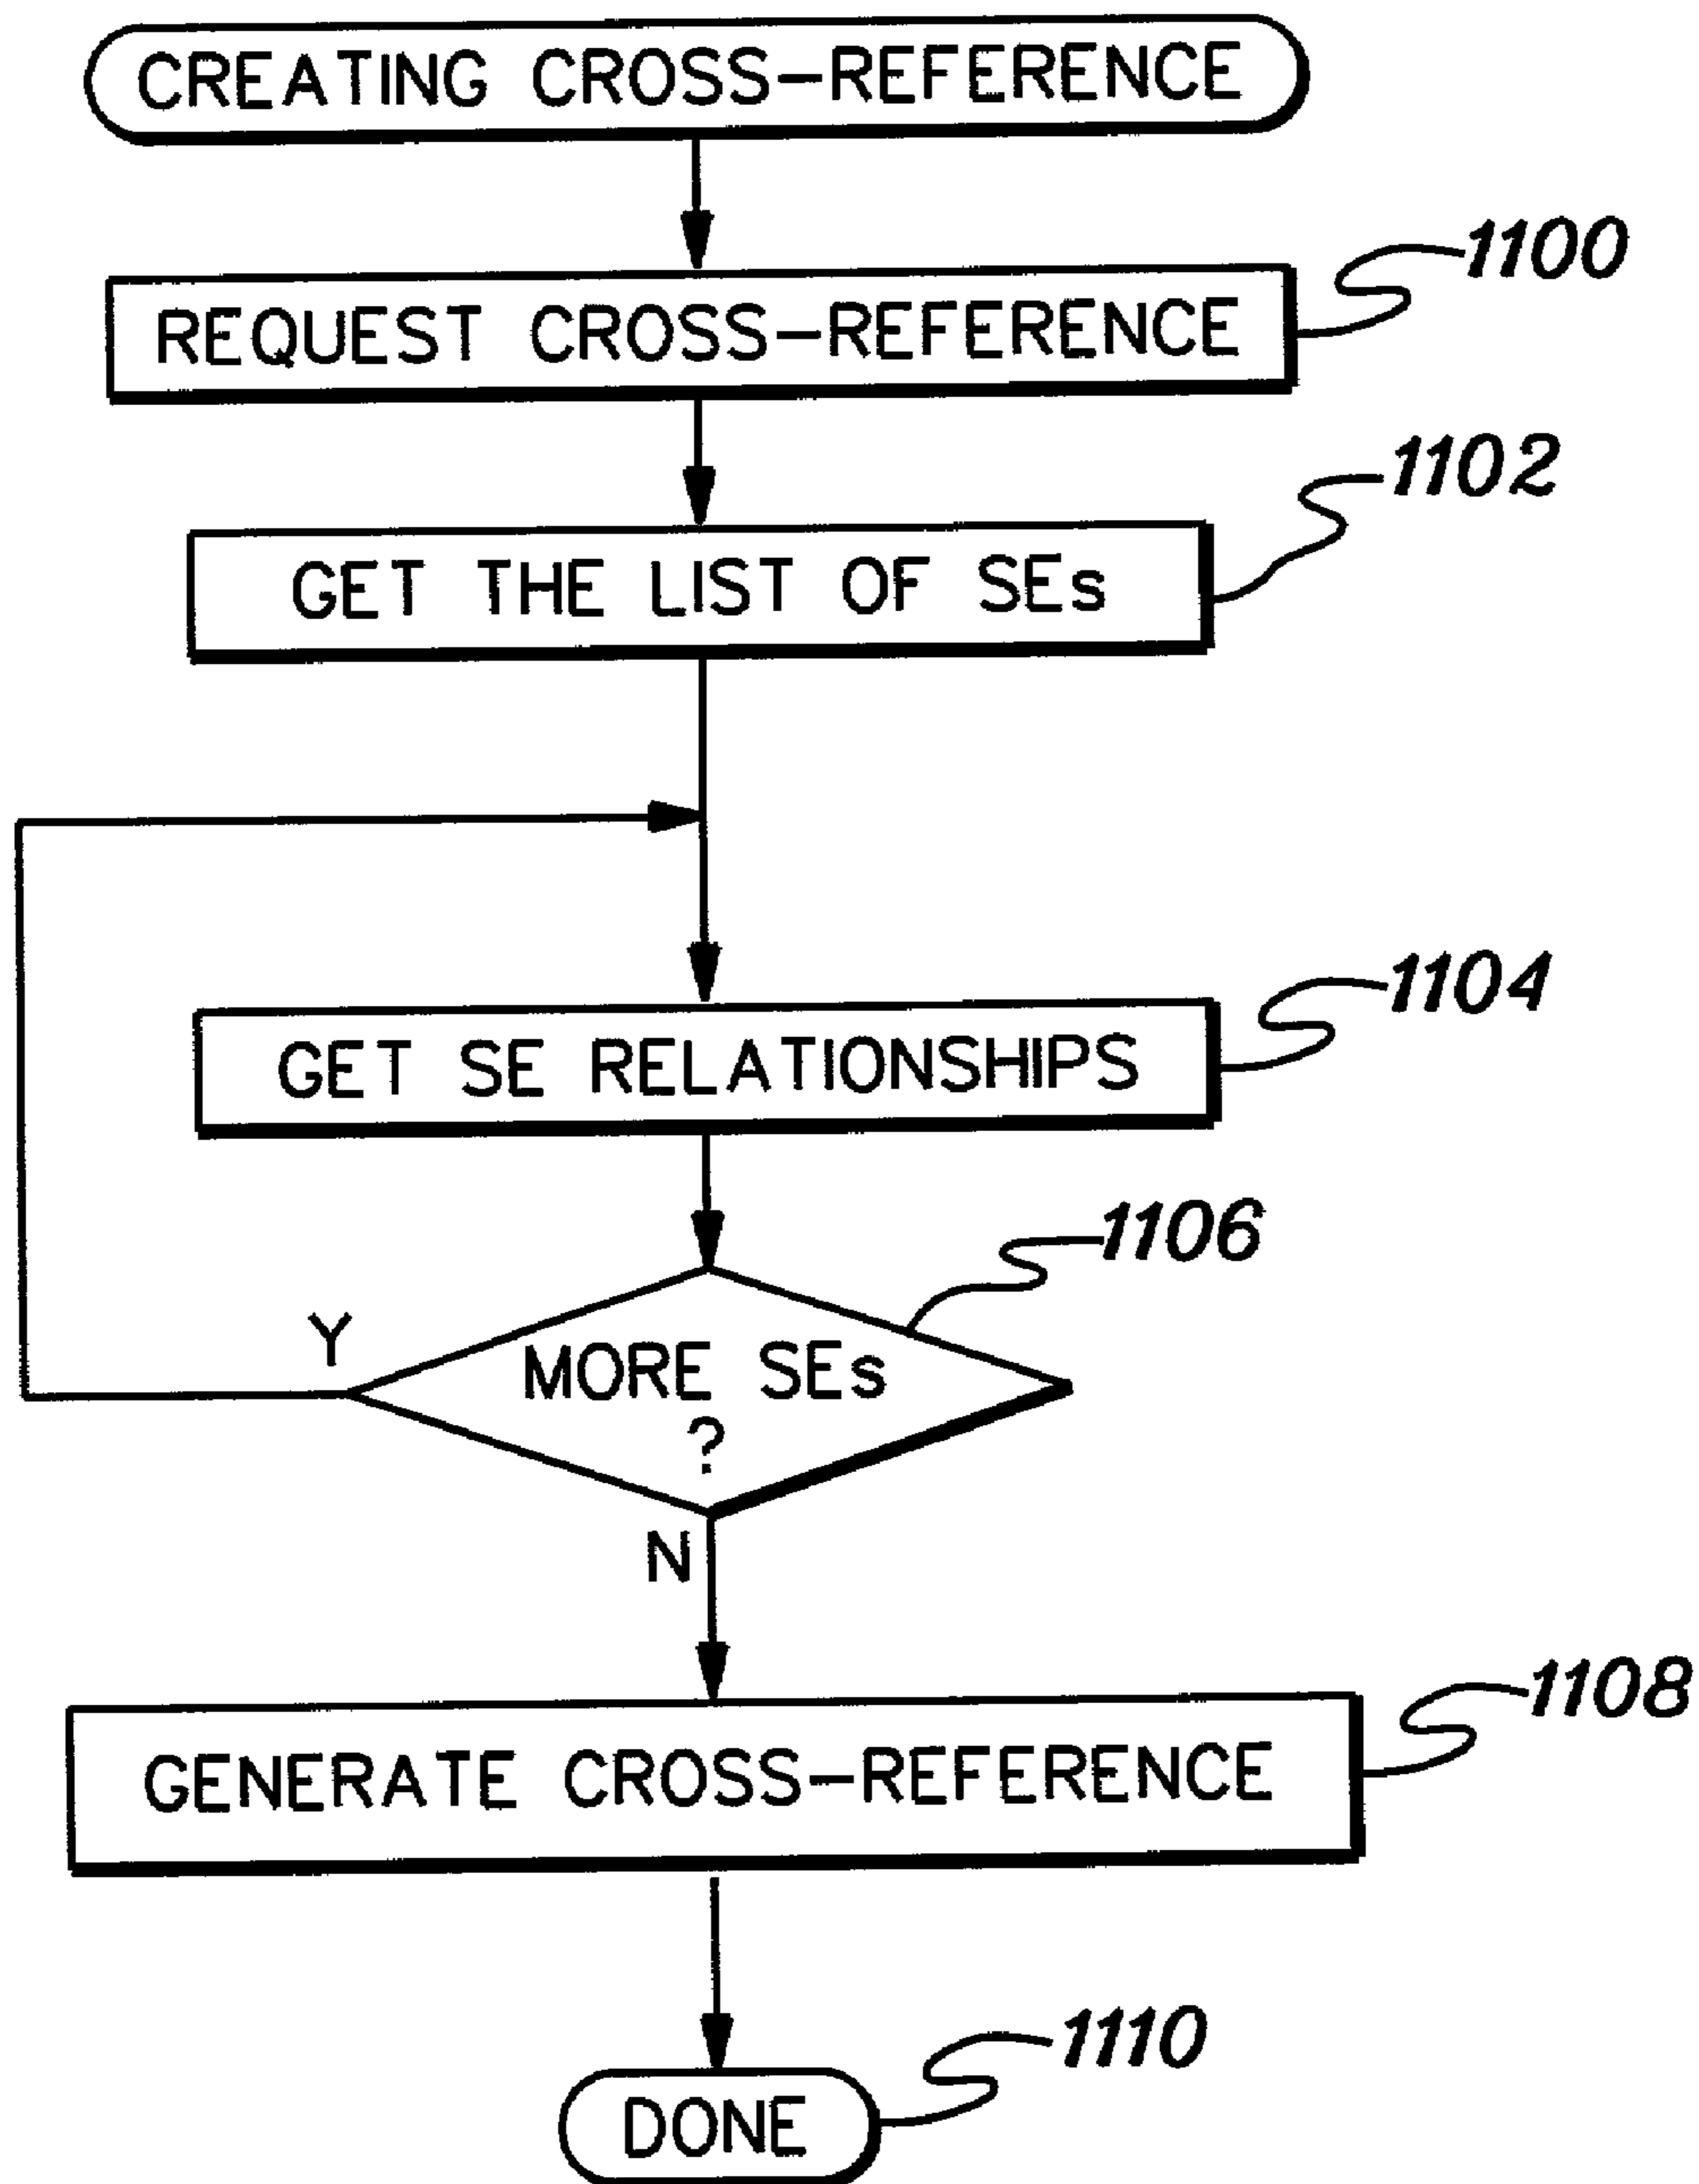 CREATING CROSS-REFERENCE
1100
REQUEST CROSS-REFERENCE
1102
GET THE LIST OF SEs
1104
GET SE RELATIONSHIPS
1106
Y
MORE SEs
?
N
1108
GENERATE CROSS-REFERENCE
1110
DONE